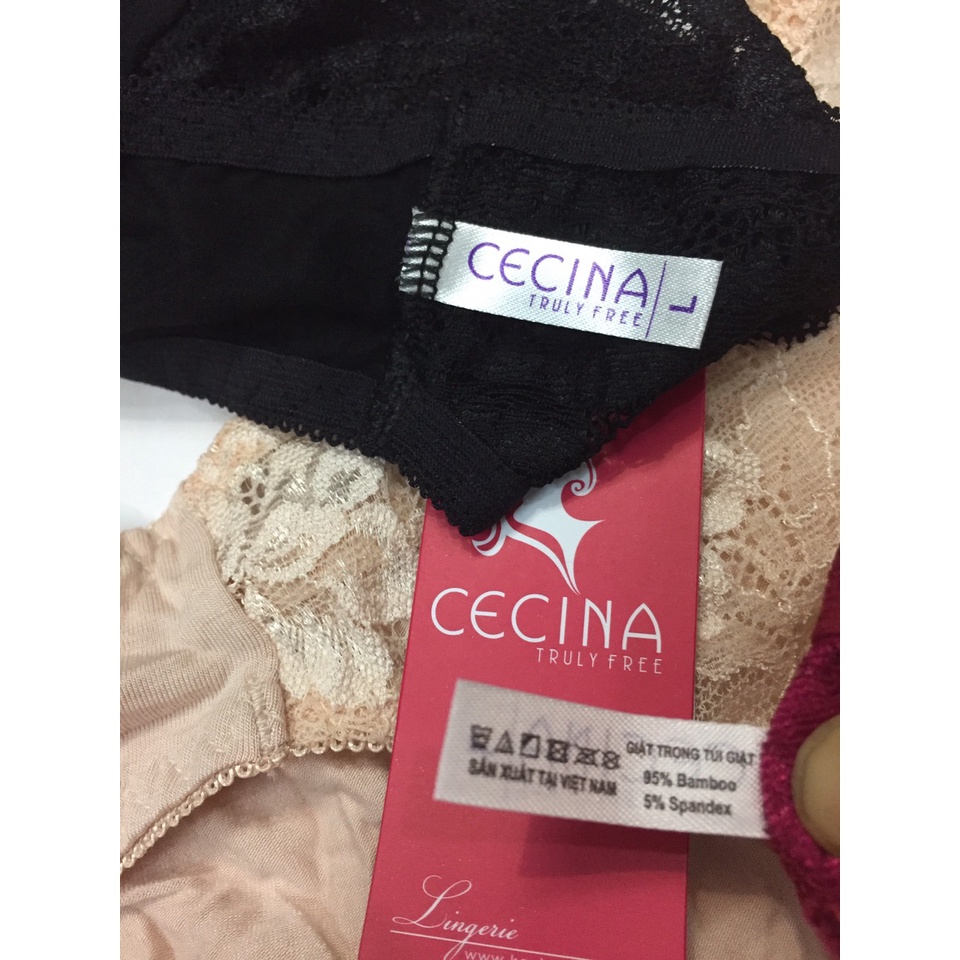 CECINA
TRULY FREE
L
CECINA
TRULY FREE
GIẶT TRONG TÚI GIẶT
SẢN XUẤT TẠI VIỆT NAM
95% Bamboo
5% Spandex
Lingerie